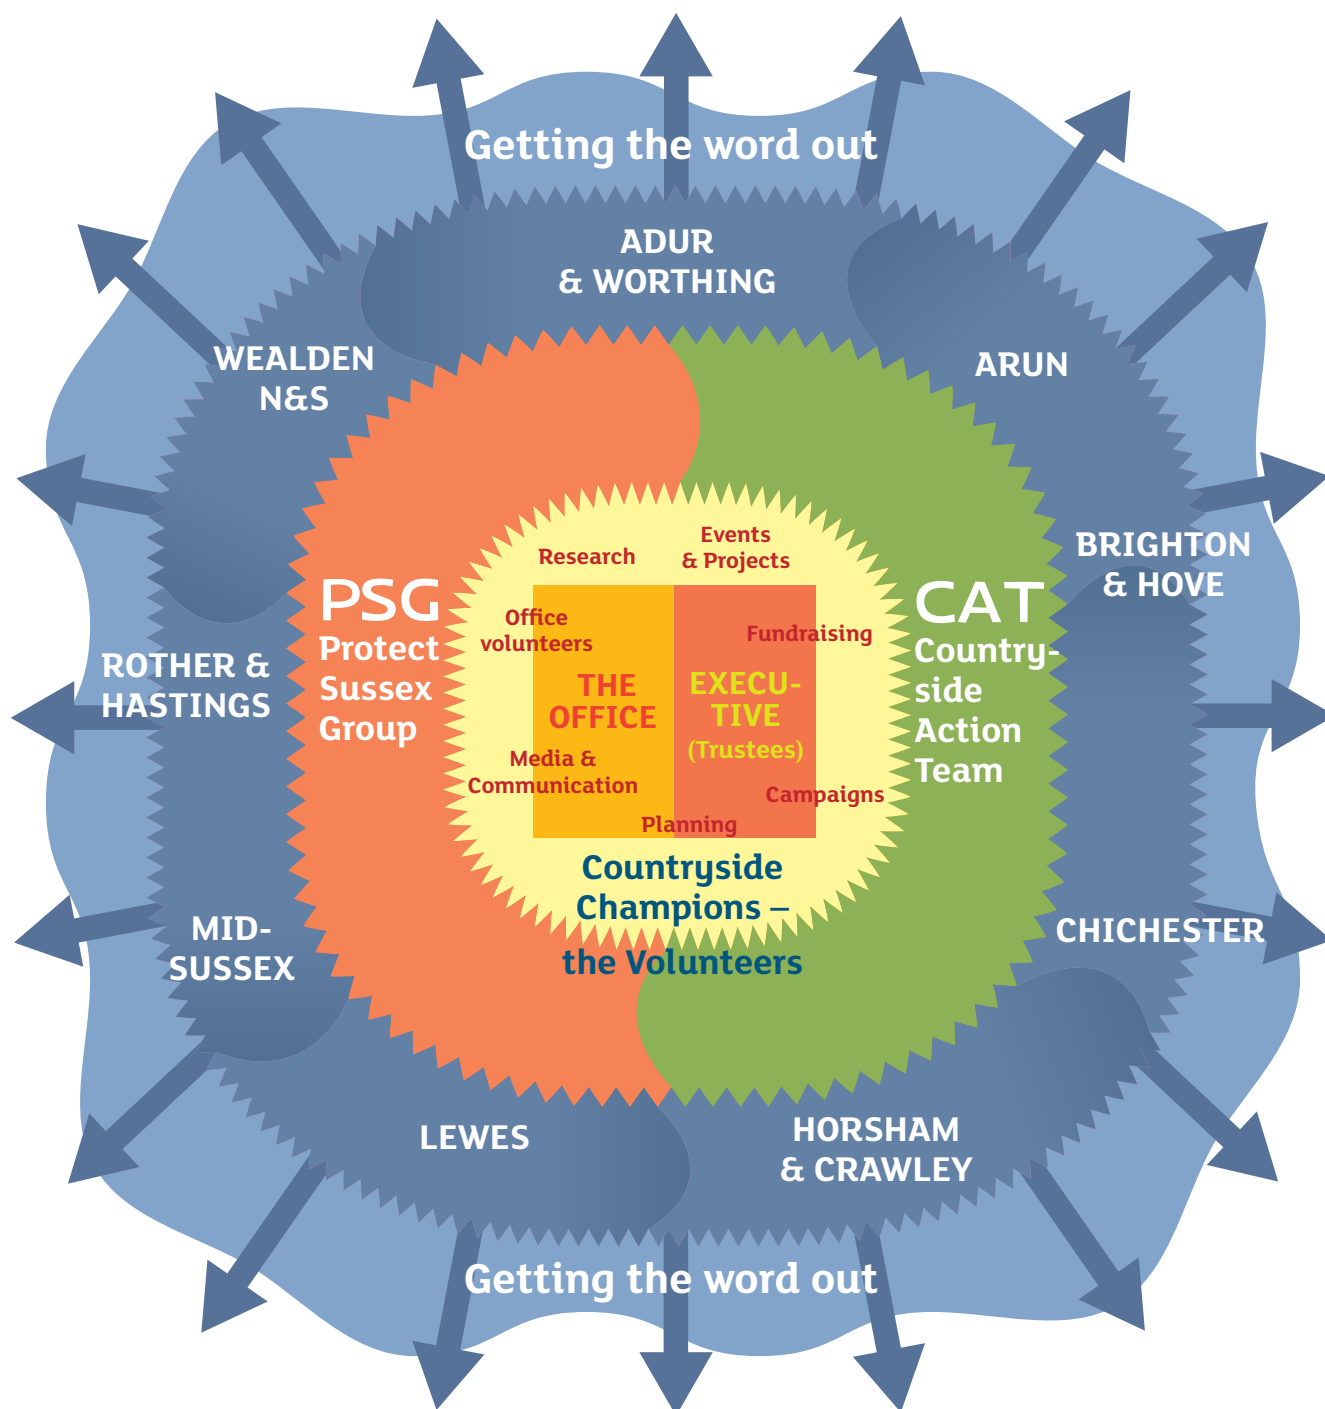 Getting the word out
ADUR
& WORTHING
WEALDEN
N&S
ARUN
BRIGHTON
& HOVE
ROTHER &
HASTINGS
PSG
Protect
Sussex
Group
Research
Events
& Projects
Office
volunteers
Fundraising
THE
OFFICE
EXECU-
TIVE
(Trustees)
Media &
Communication
Campaigns
Planning
CAT
Country-
side
Action
Team
Countryside
Champions –
the Volunteers
MID-
SUSSEX
CHICHESTER
LEWES
HORSHAM
& CRAWLEY
Getting the word out